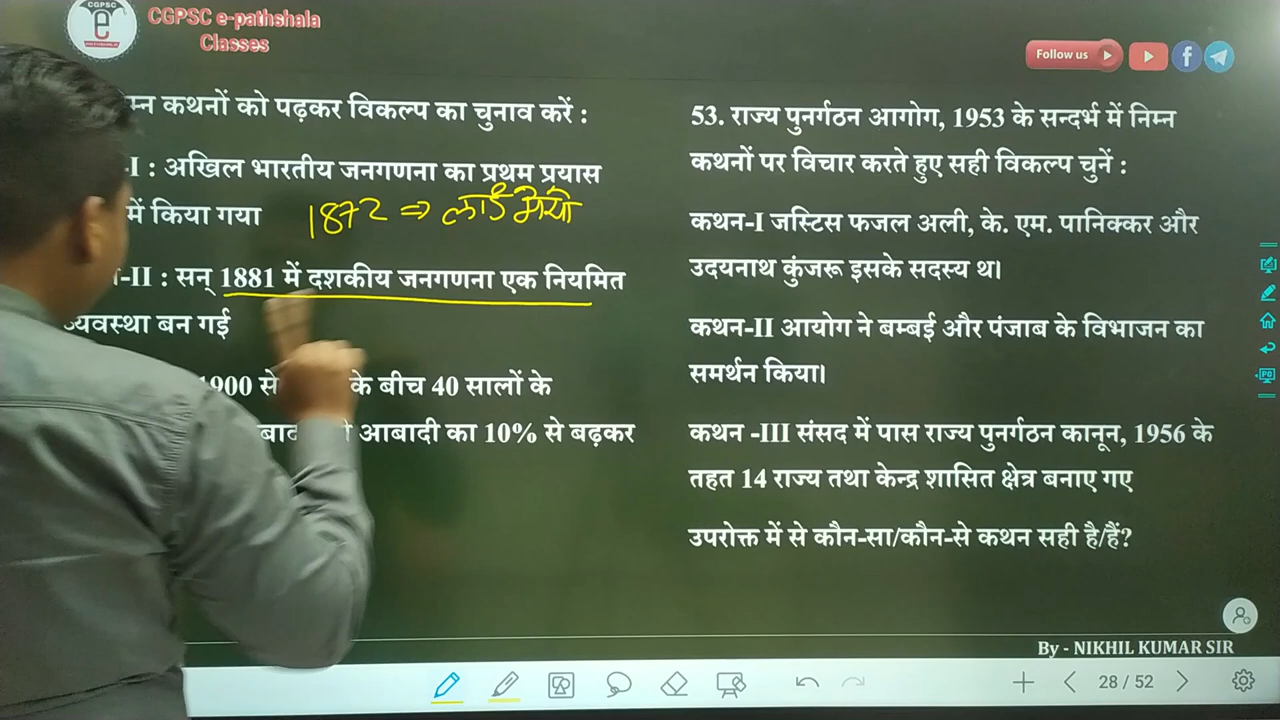 CGPSC
e
CGPSC e-pathshala
Classes
Follow us
म्न कथनों को पढ़कर विकल्प का चुनाव करें :
-I : अखिल भारतीय जनगणना का प्रथम प्रयास
में किया गया 1872 ⇒ लार्ड मेयो
-II : सन् 1881 में दशकीय जनगणना एक नियमित
व्यवस्था बन गई
1900 से के बीच 40 सालों के
आबादी का 10% से बढ़कर
53. राज्य पुनर्गठन आगोग, 1953 के सन्दर्भ में निम्न
कथनों पर विचार करते हुए सही विकल्प चुनें :
कथन-I जस्टिस फजल अली, के. एम. पानिक्कर और
उदयनाथ कुंजरू इसके सदस्य थ।
कथन-II आयोग ने बम्बई और पंजाब के विभाजन का
समर्थन किया।
कथन -III संसद में पास राज्य पुनर्गठन कानून, 1956 के
तहत 14 राज्य तथा केन्द्र शासित क्षेत्र बनाए गए
उपरोक्त में से कौन-सा/कौन-से कथन सही है/हैं?
By - NIKHIL KUMAR SIR
28 / 52